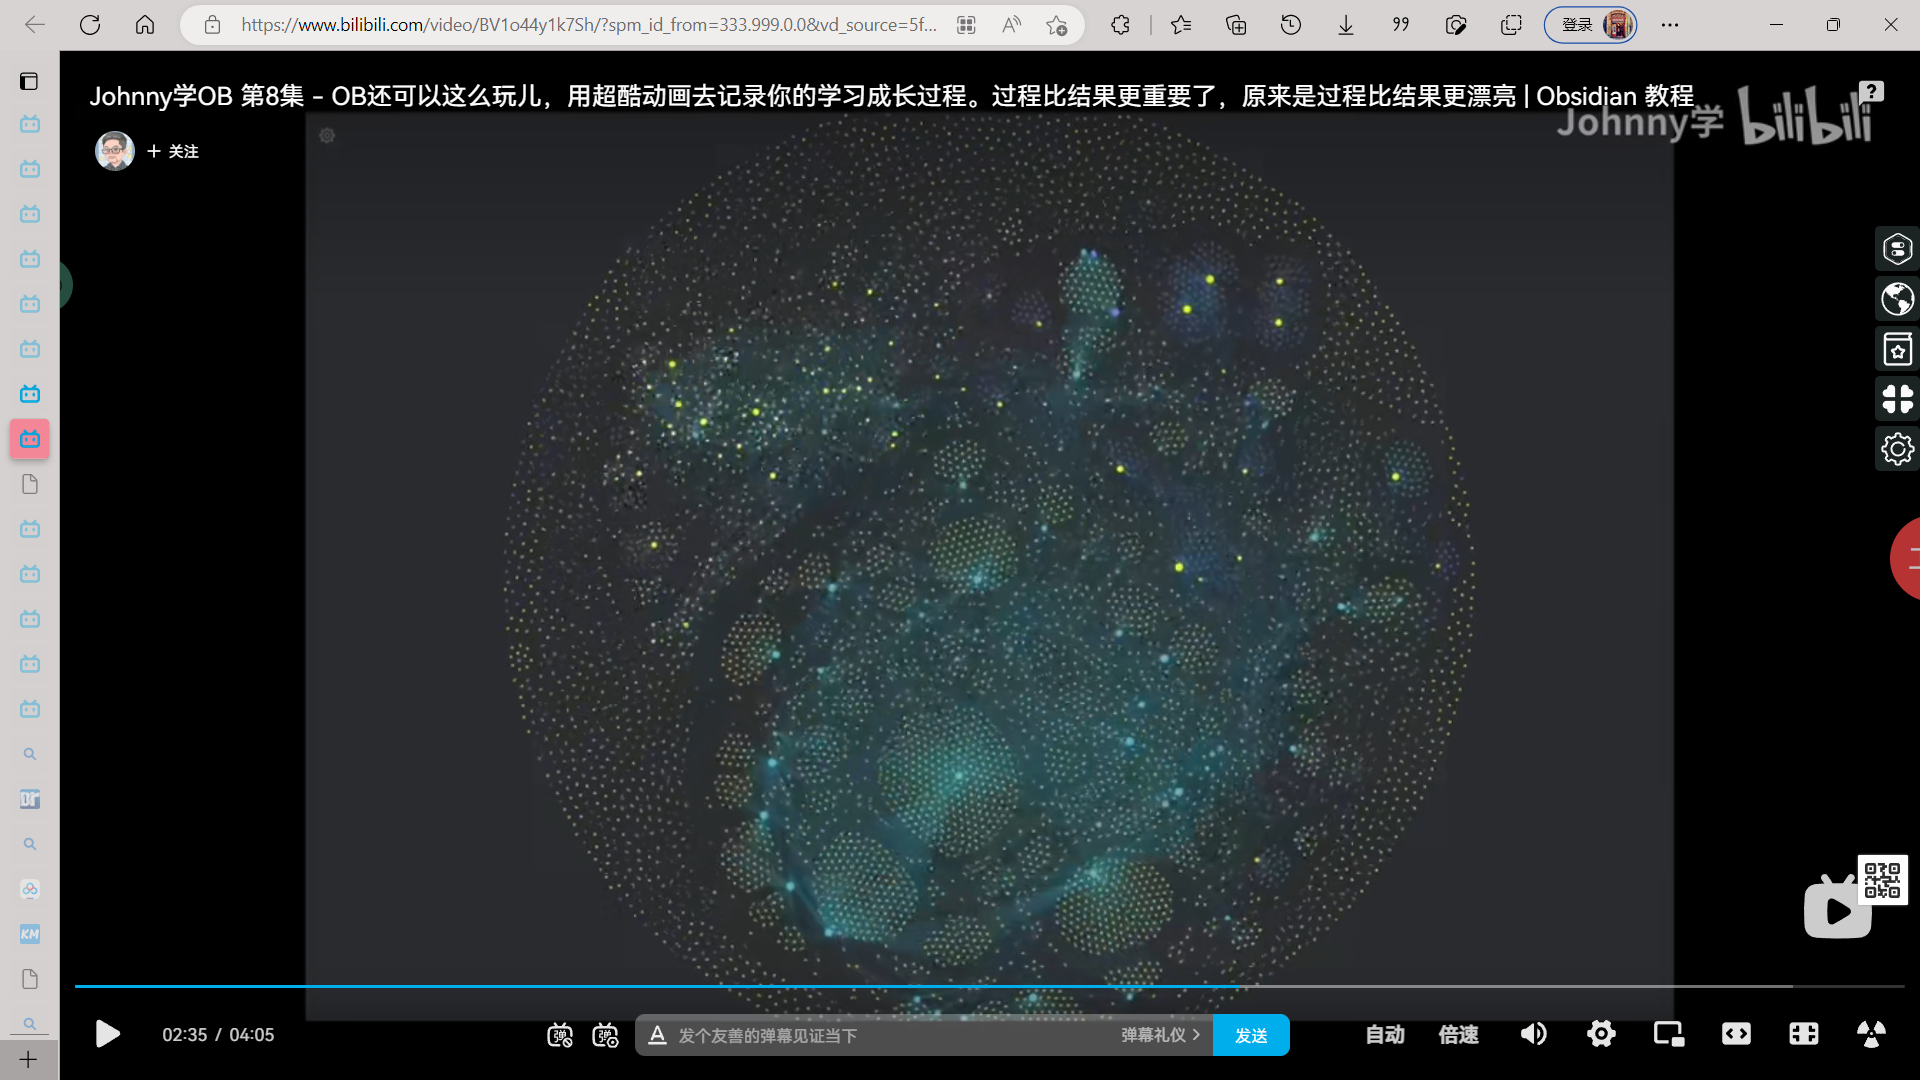 https://www.bilibili.com/video/BV1o44y1k7Sh/?spm_id_from=333.999.0.0&vd_source=5f...
登录
Johnny学OB 第8集 - OB还可以这么玩儿，用超酷动画去记录你的学习成长过程。过程比结果更重要了，原来是过程比结果更漂亮 | Obsidian 教程
Johnny学 bilibili
+ 关注
KM
02:35 / 04:05
弹
弹
A 发个友善的弹幕见证当下
弹幕礼仪 >
发送
自动
倍速